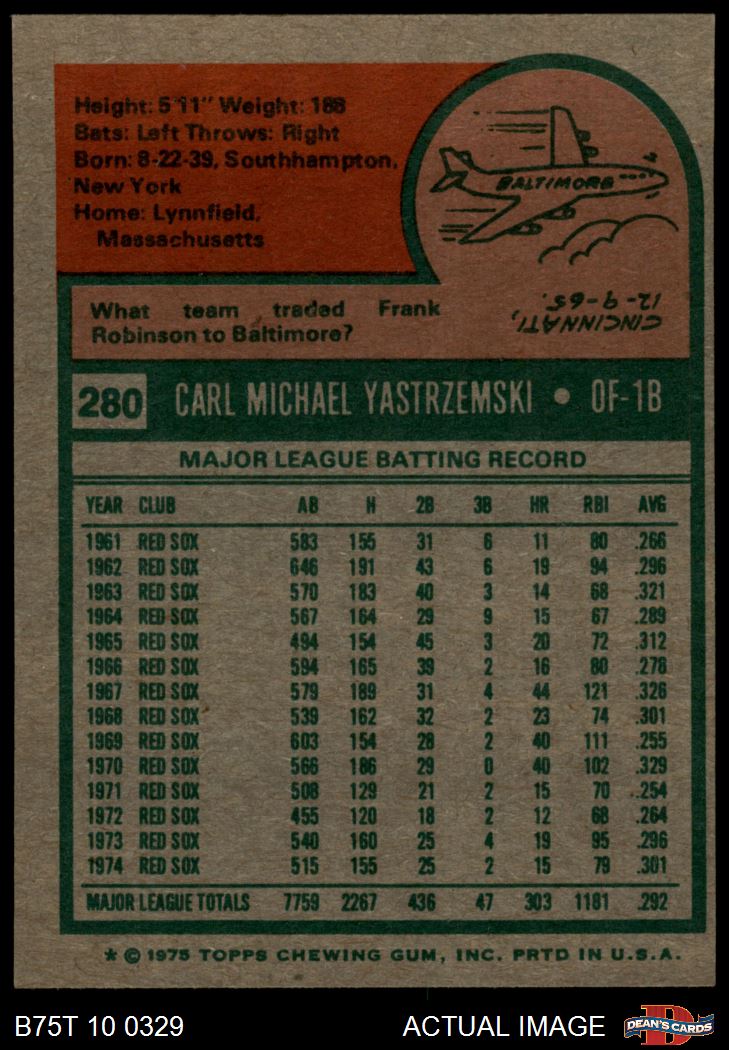 Height: 5'11" Weight: 188
Bats: Left Throws: Right
Born: 8-22-39, Southhampton,
New York
Home: Lynnfield,
Massachusetts
BALTIMORE
What team traded Frank
Robinson to Baltimore?
CINCINNATI,
12-9-65.
280 CARL MICHAEL YASTRZEMSKI • OF-1B
MAJOR LEAGUE BATTING RECORD
YEAR CLUB AB H 2B 3B HR RBI AVG
1961 RED SOX 583 155 31 6 11 80 .266
1962 RED SOX 646 191 43 6 19 94 .296
1963 RED SOX 570 183 40 3 14 68 .321
1964 RED SOX 567 164 29 9 15 67 .289
1965 RED SOX 494 154 45 3 20 72 .312
1966 RED SOX 594 165 39 2 16 80 .278
1967 RED SOX 579 189 31 4 44 121 .326
1968 RED SOX 539 162 32 2 23 74 .301
1969 RED SOX 603 154 28 2 40 111 .255
1970 RED SOX 566 186 29 0 40 102 .329
1971 RED SOX 508 129 21 2 15 70 .254
1972 RED SOX 455 120 18 2 12 68 .264
1973 RED SOX 540 160 25 4 19 95 .296
1974 RED SOX 515 155 25 2 15 79 .301
MAJOR LEAGUE TOTALS 7759 2267 436 47 303 1181 .292
* © 1975 TOPPS CHEWING GUM, INC. PRTD IN U.S.A.
B75T 10 0329 ACTUAL IMAGE
D
DEAN'S CARDS